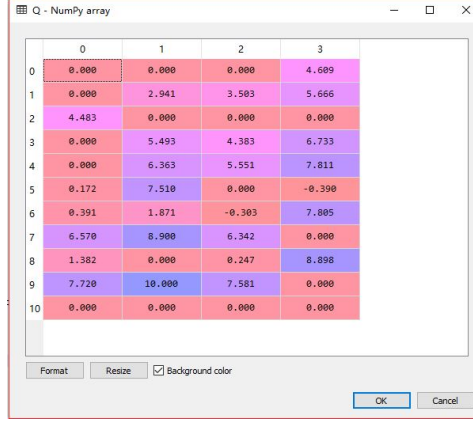 Q - NumPy array
0 1 2 3
0 0.000 0.000 0.000 4.609
1 0.000 2.941 3.503 5.666
2 4.483 0.000 0.000 0.000
3 0.000 5.493 4.383 6.733
4 0.000 6.363 5.551 7.811
5 0.172 7.510 0.000 -0.390
6 0.391 1.871 -0.303 7.805
7 6.570 8.900 6.342 0.000
8 1.382 0.000 0.247 8.898
9 7.720 10.000 7.581 0.000
10 0.000 0.000 0.000 0.000
Format Resize Background color
OK Cancel